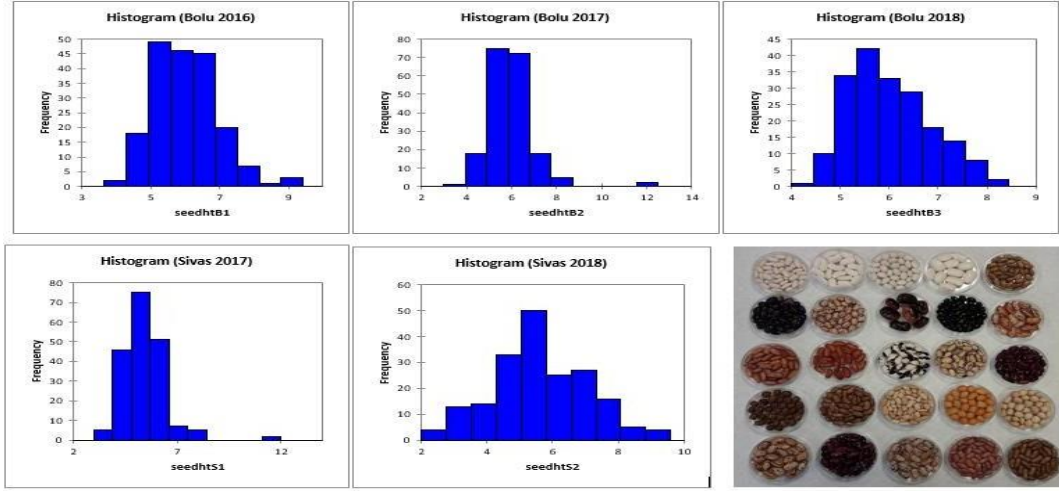 Histogram (Bolu 2016)
50
45
40
35
30
25
20
15
10
5
0
Frequency
3 5 7 9
seedhtB1
Histogram (Bolu 2017)
80
70
60
50
40
30
20
10
0
Frequency
2 4 6 8 10 12 14
seedhtB2
Histogram (Bolu 2018)
45
40
35
30
25
20
15
10
5
0
Frequency
4 5 6 7 8 9
seedhtB3
Histogram (Sivas 2017)
80
70
60
50
40
30
20
10
0
Frequency
2 7 12
seedhtS1
Histogram (Sivas 2018)
60
50
40
30
20
10
0
Frequency
2 4 6 8 10
seedhtS2